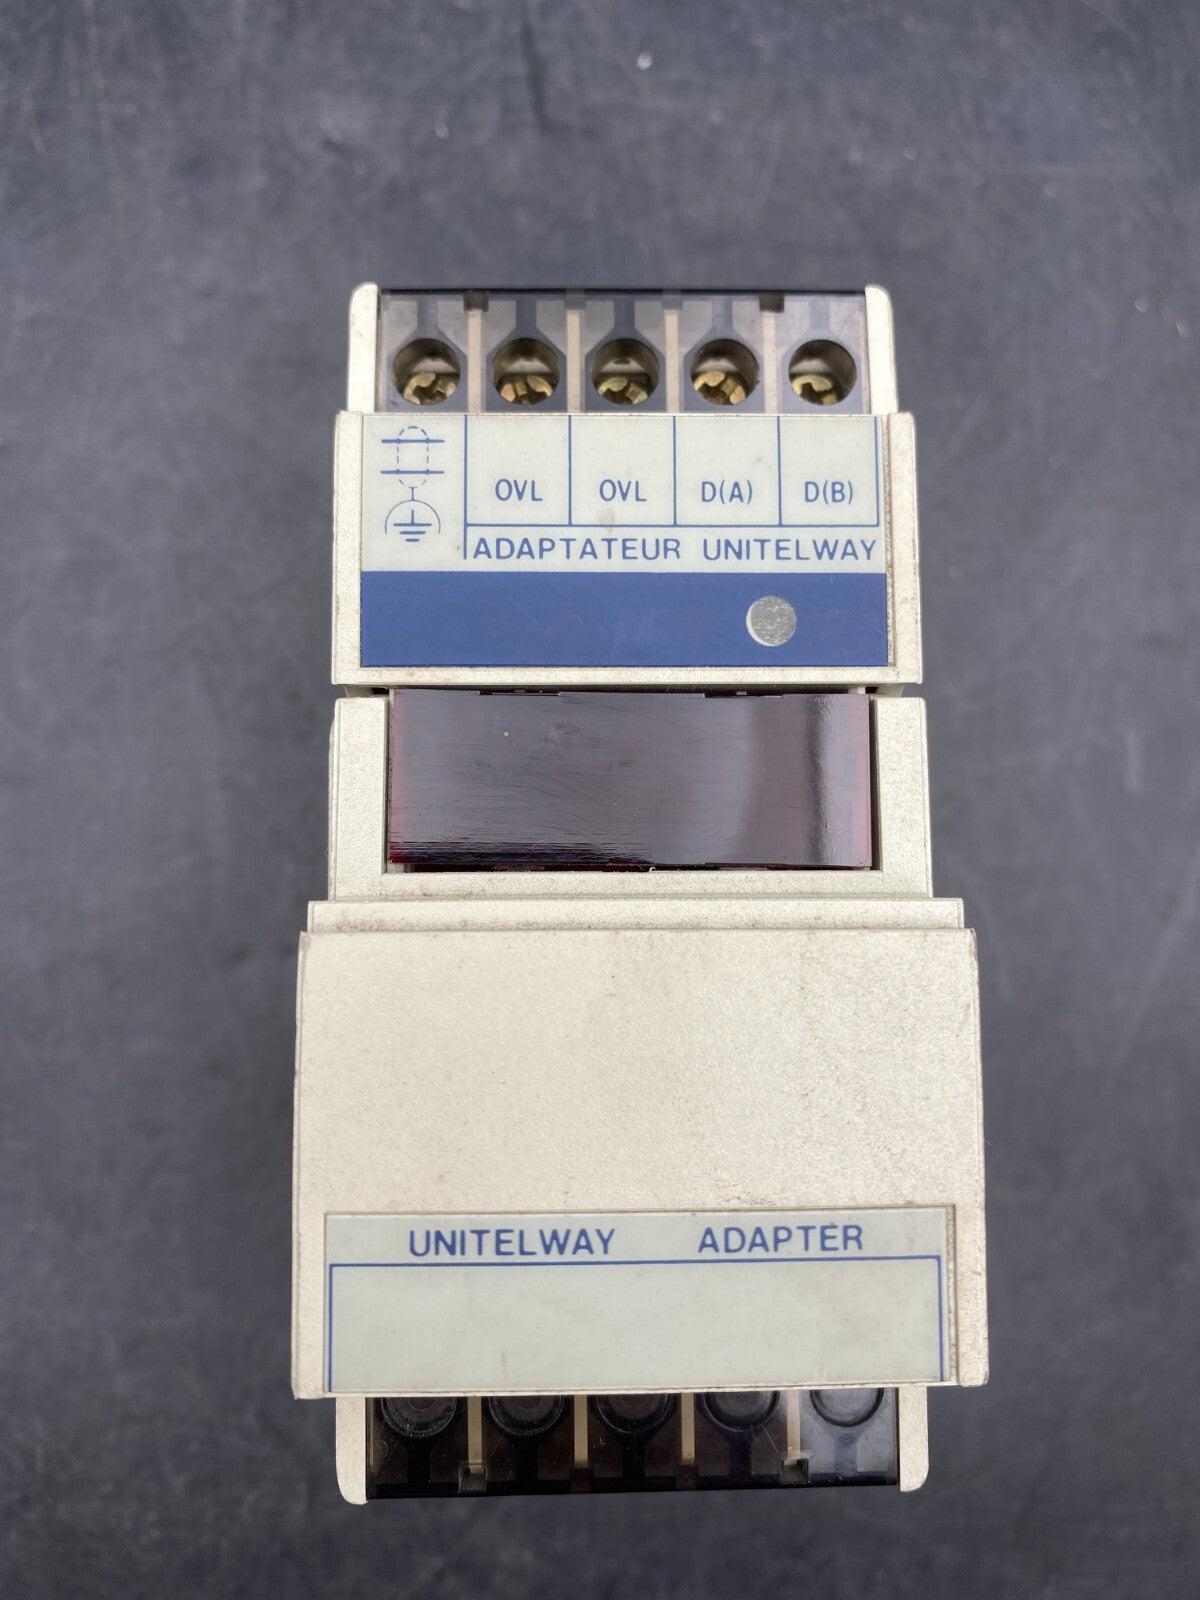 OVL OVL D(A) D(B)
ADAPTATEUR UNITELWAY
UNITELWAY ADAPTER